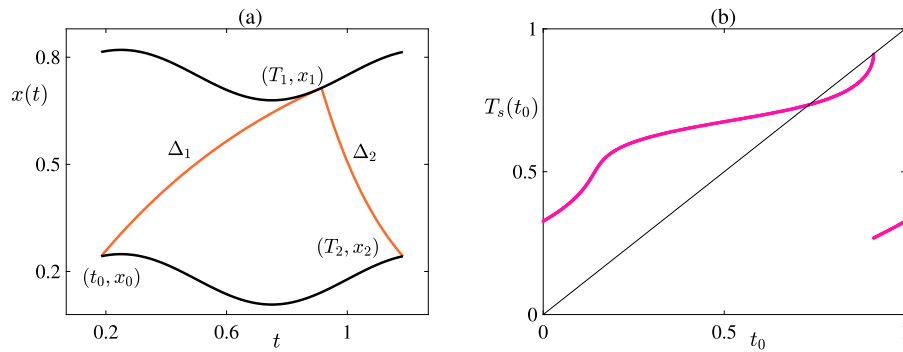 (a)
0.8
x(t)
0.5
0.2
(T₁, x₁)
Δ₁
Δ₂
(T₂, x₂)
(t₀, x₀)
0.2 0.6 1
t
(b)
1
Tₛ(t₀)
0.5
0
0 0.5 1
t₀